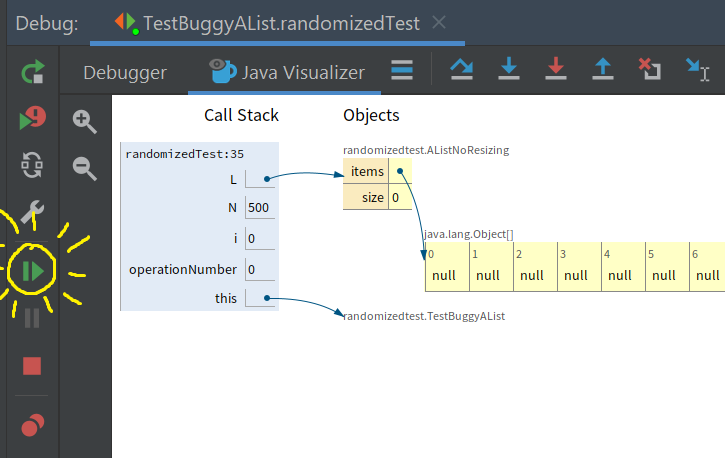 Debug: TestBuggyAList.randomizedTest ×
Debugger Java Visualizer
9
Call Stack Objects
randomizedTest:35
L
N 500
i 0
operationNumber 0
this
randomizedtest.AListNoResizing
items
size 0
java.lang.Object[]
0 1 2 3 4 5 6
null null null null null null null
randomizedtest.TestBuggyAList